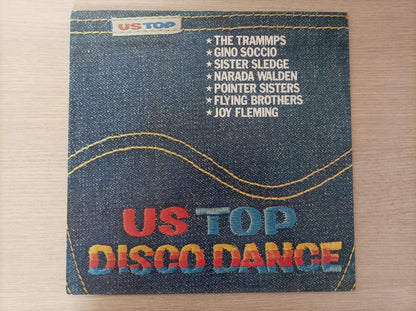 US TOP
★ THE TRAMMPS
★ GINO SOCCIO
★ SISTER SLEDGE
★ NARADA WALDEN
★ POINTER SISTERS
★ FLYING BROTHERS
★ JOY FLEMING
US TOP
DISCO DANCE